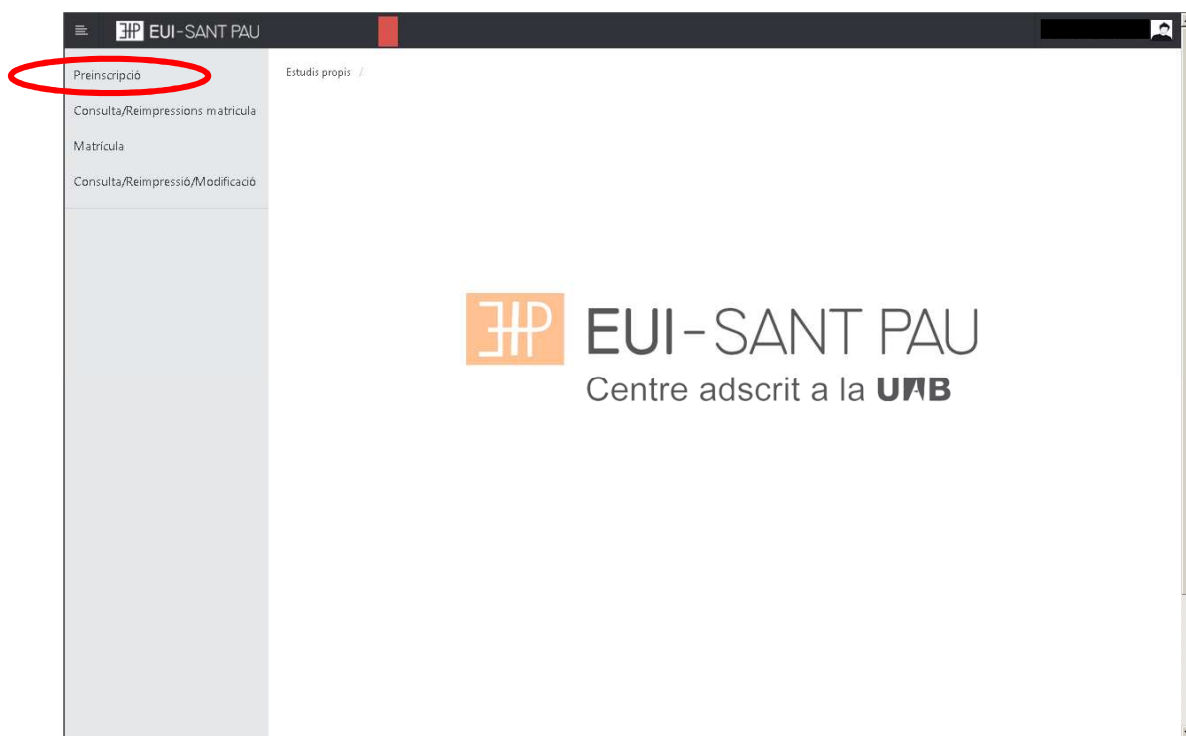 EUI-SANT PAU
Preinscripció
Estudis propis /
Consulta/Reimpressions matricula
Matrícula
Consulta/Reimpressió/Modificació
EUI-SANT PAU
Centre adscrit a la UAB